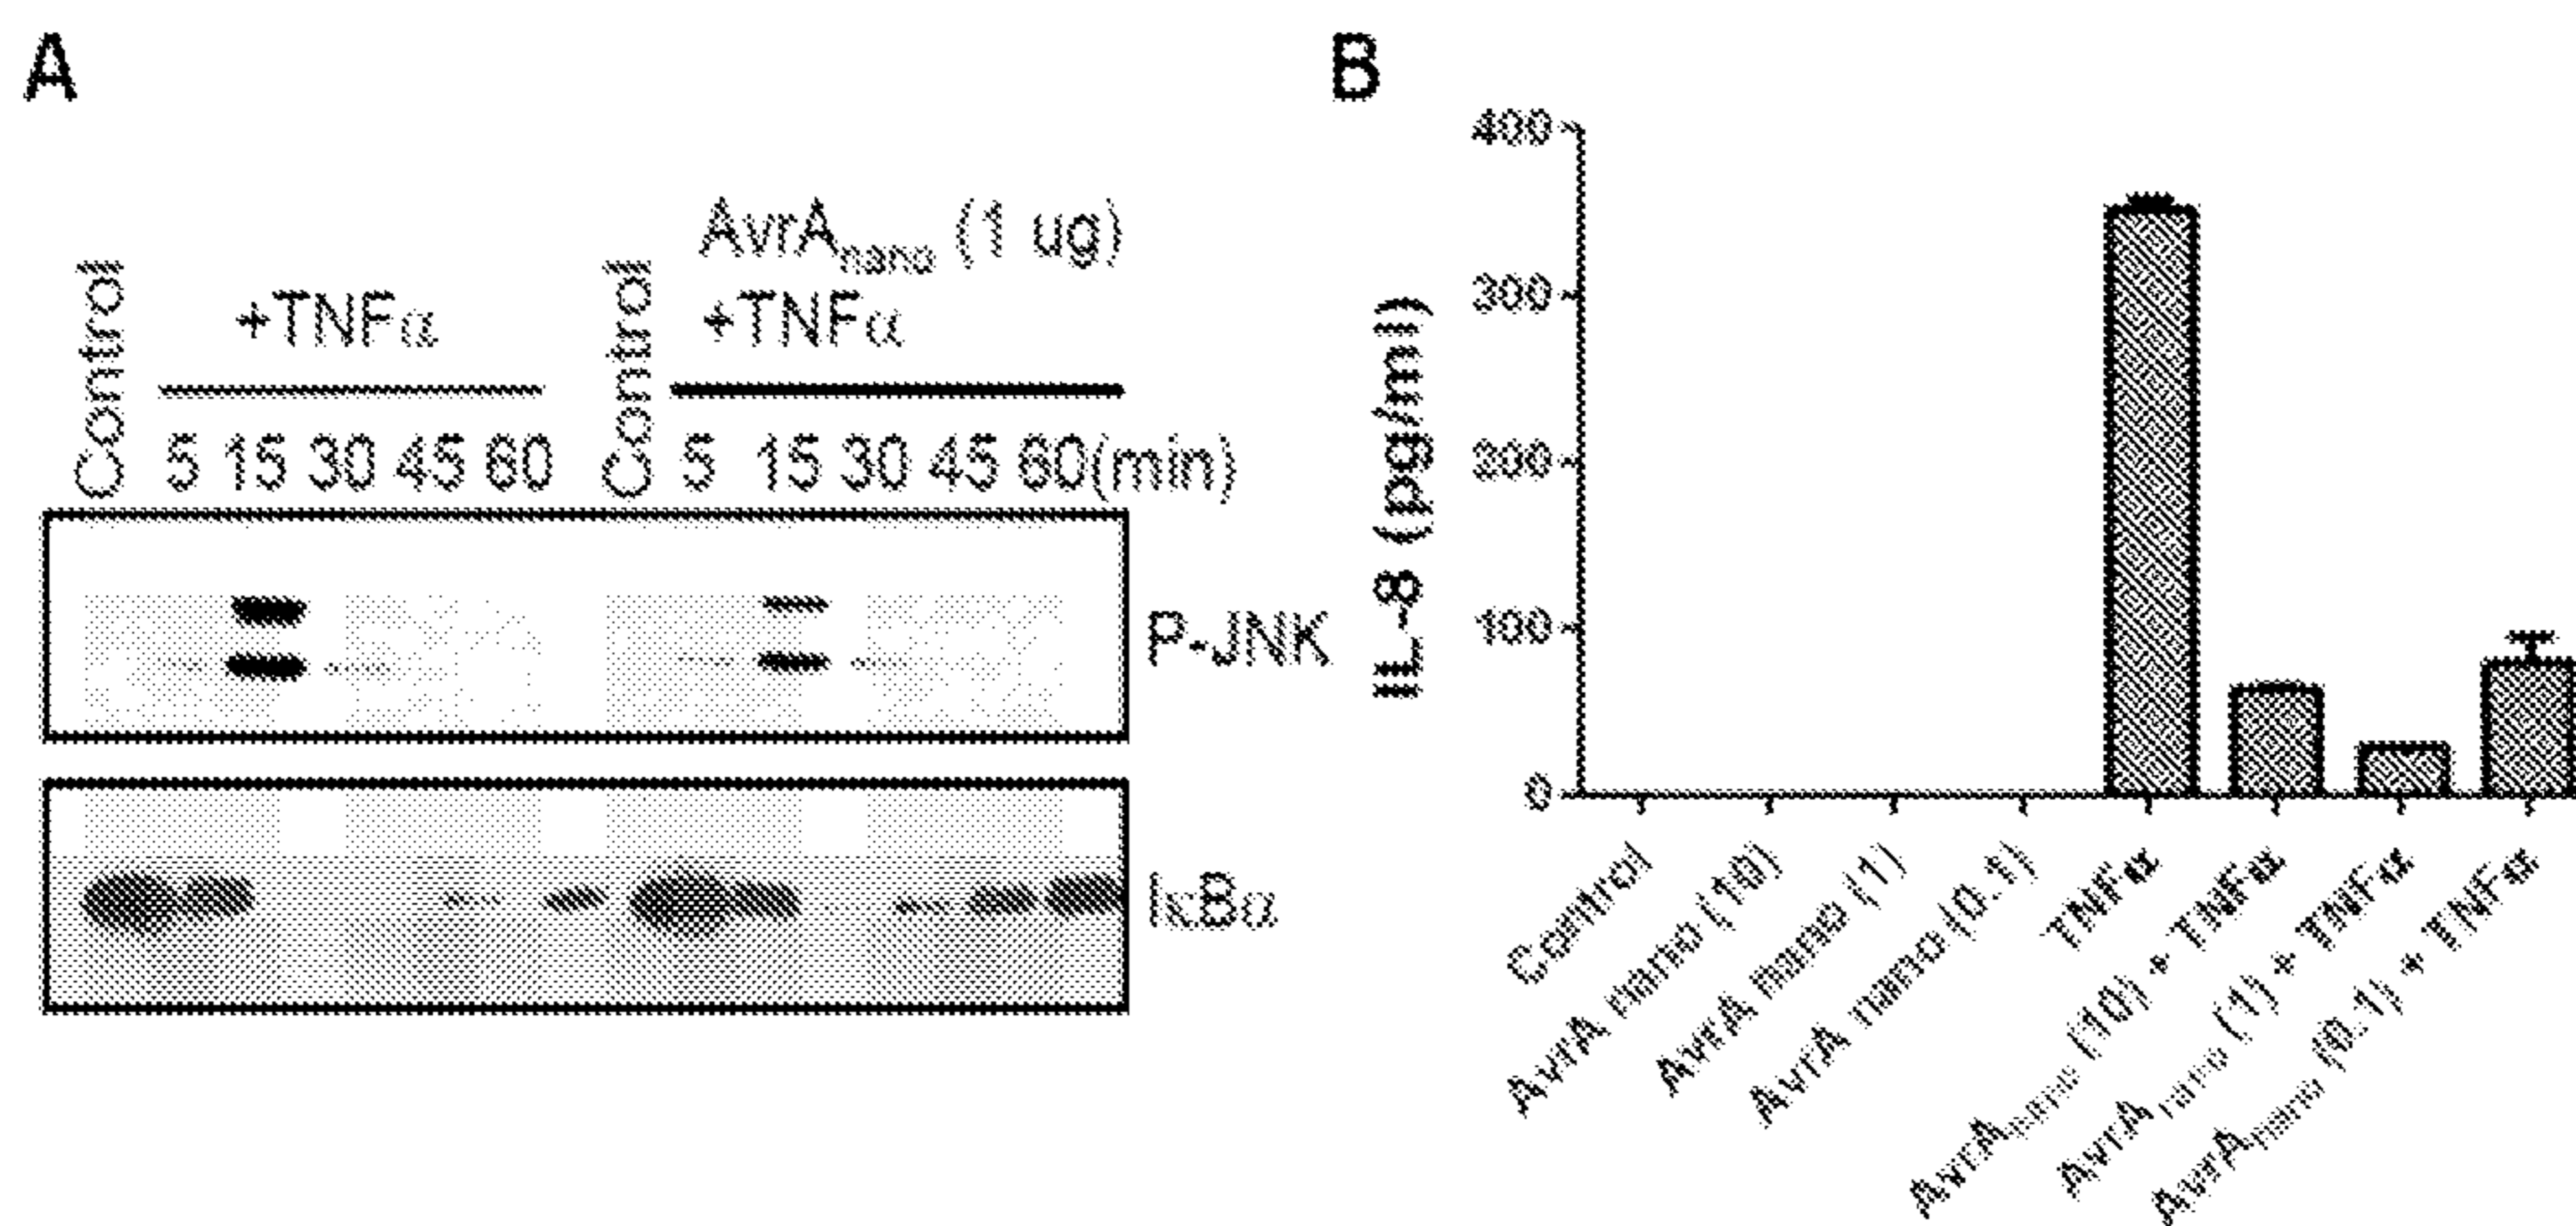 A
Control
+TNFα
Control
AvrAnano (1 ug)
+TNFα
5 15 30 45 60 5 15 30 45 60(min)
P-JNK
IκBα
B
IL-8 (pg/ml)
400
300
200
100
0
Control
AvrA nano (10)
AvrA nano (1)
AvrA nano (0.1)
TNFα
AvrAnano (10) + TNFα
AvrA nano (1) + TNFα
AvrAnano (0.1) + TNFα